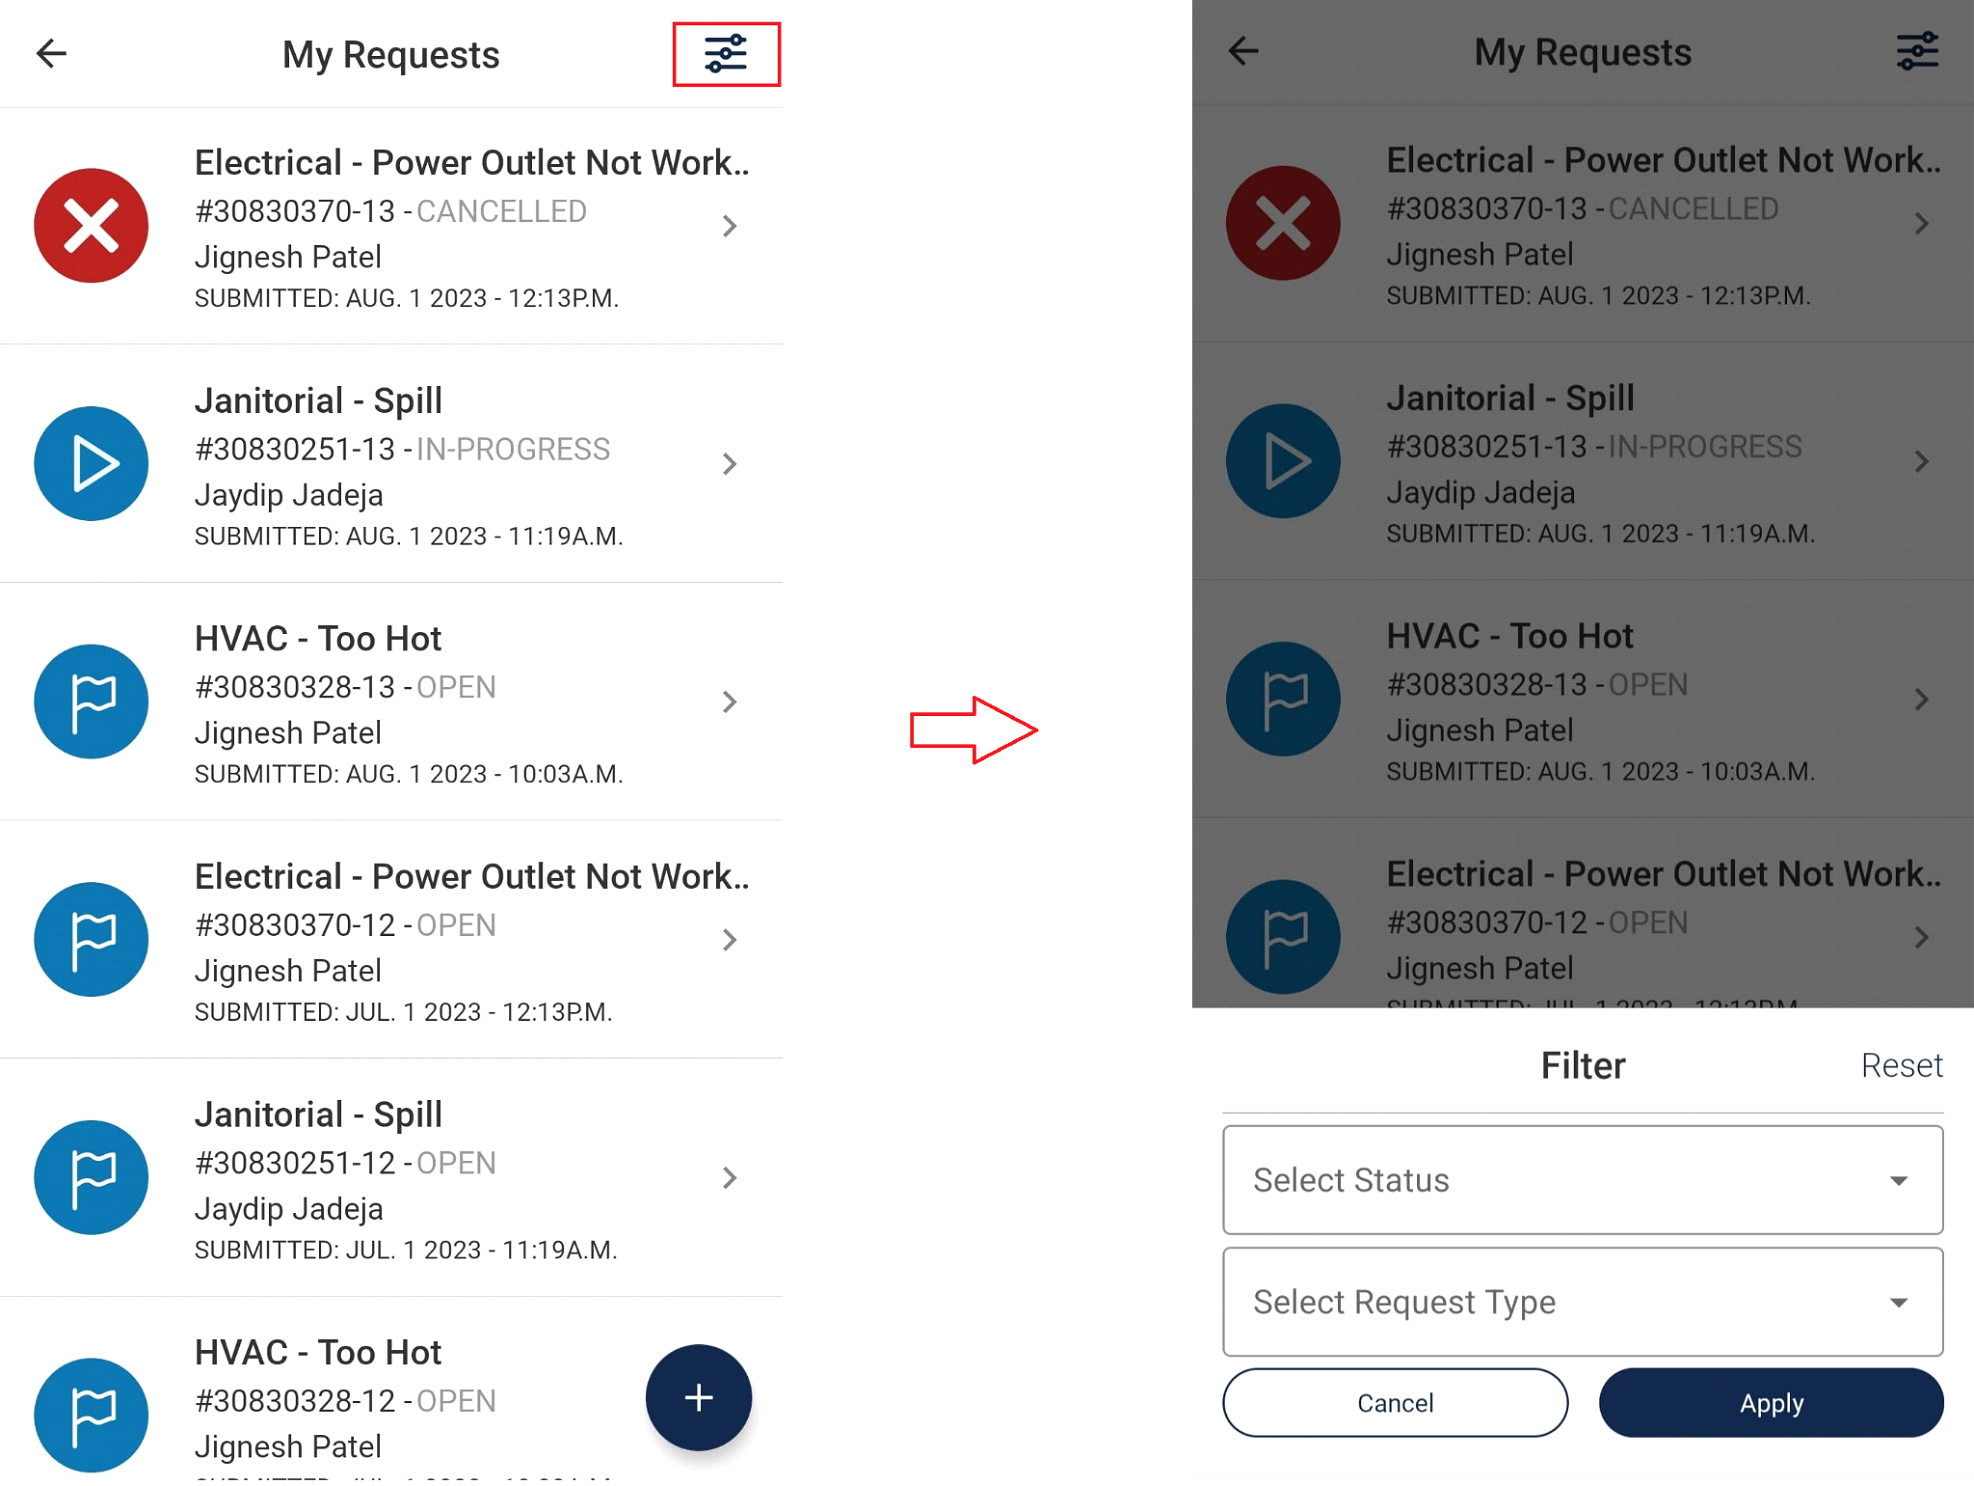 My Requests
Electrical - Power Outlet Not Work..
#30830370-13 - CANCELLED
Jignesh Patel
SUBMITTED: AUG. 1 2023 - 12:13P.M.
Janitorial - Spill
#30830251-13 - IN-PROGRESS
Jaydip Jadeja
SUBMITTED: AUG. 1 2023 - 11:19A.M.
HVAC - Too Hot
#30830328-13 - OPEN
Jignesh Patel
SUBMITTED: AUG. 1 2023 - 10:03A.M.
Electrical - Power Outlet Not Work..
#30830370-12 - OPEN
Jignesh Patel
SUBMITTED: JUL. 1 2023 - 12:13P.M.
Janitorial - Spill
#30830251-12 - OPEN
Jaydip Jadeja
SUBMITTED: JUL. 1 2023 - 11:19A.M.
HVAC - Too Hot
#30830328-12 - OPEN
Jignesh Patel
My Requests
Electrical - Power Outlet Not Work..
#30830370-13 - CANCELLED
Jignesh Patel
SUBMITTED: AUG. 1 2023 - 12:13P.M.
Janitorial - Spill
#30830251-13 - IN-PROGRESS
Jaydip Jadeja
SUBMITTED: AUG. 1 2023 - 11:19A.M.
HVAC - Too Hot
#30830328-13 - OPEN
Jignesh Patel
SUBMITTED: AUG. 1 2023 - 10:03A.M.
Electrical - Power Outlet Not Work..
#30830370-12 - OPEN
Jignesh Patel
SUBMITTED: JUL. 1 2023 - 12:13P.M.
Filter
Reset
Select Status
Select Request Type
Cancel
Apply